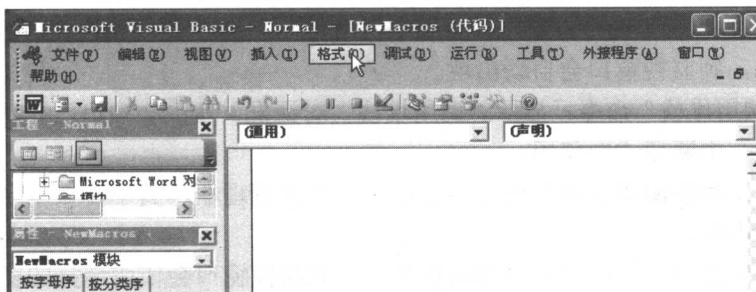 Microsoft Visual Basic - Normal - [NewMacros (代码)]
文件(F) 编辑(E) 视图(V) 插入(I) 格式(O) 调试(D) 运行(R) 工具(T) 外接程序(A) 窗口(W)
帮助(H)
工程 - Normal
(通用) (声明)
Microsoft Word 对
模块
属性 - NewMacros
NewMacros 模块
按字母序 按分类序